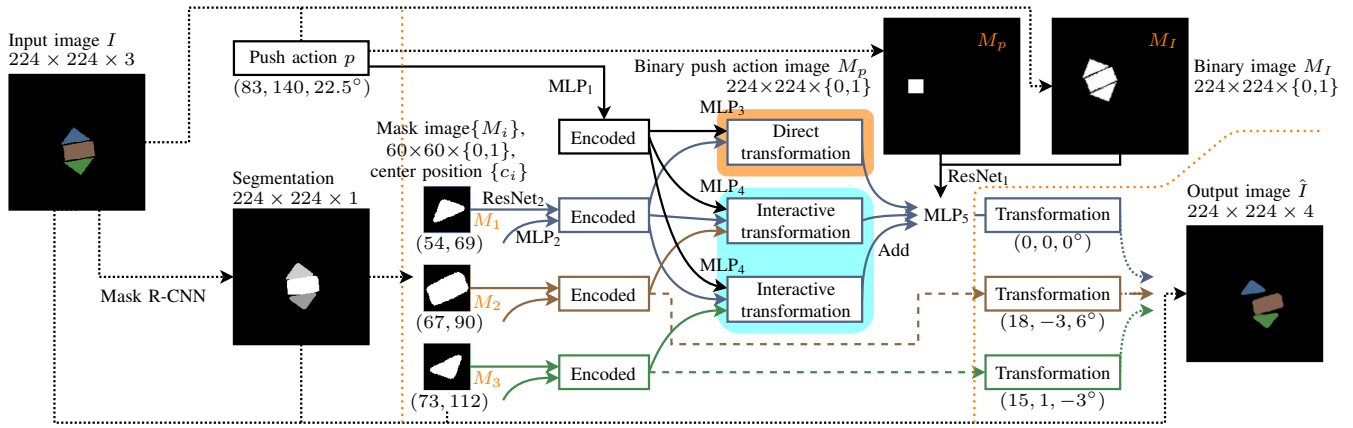 Input image I
224 × 224 × 3
Push action p
(83, 140, 22.5°)
MLP₁
Binary push action image Mₚ
224×224×{0,1}
Mₚ
M_I
Binary image M_I
224×224×{0,1}
Mask image{Mᵢ},
60×60×{0,1},
center position {cᵢ}
Encoded
MLP₃
Direct
transformation
ResNet₁
Segmentation
224 × 224 × 1
Mask R-CNN
ResNet₂
M₁
(54, 69)
MLP₂
Encoded
MLP₄
Interactive
transformation
MLP₅
Add
Transformation
(0, 0, 0°)
Output image Î
224 × 224 × 4
M₂
(67, 90)
Encoded
MLP₄
Interactive
transformation
Transformation
(18, −3, 6°)
M₃
(73, 112)
Encoded
Transformation
(15, 1, −3°)